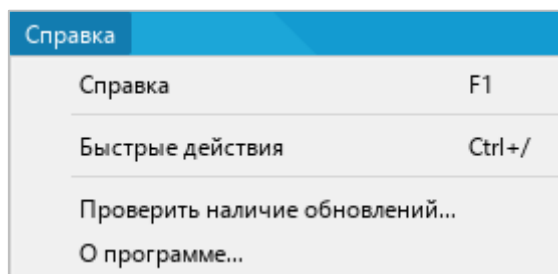 Справка
Справка F1
Быстрые действия Ctrl+/
Проверить наличие обновлений...
О программе...